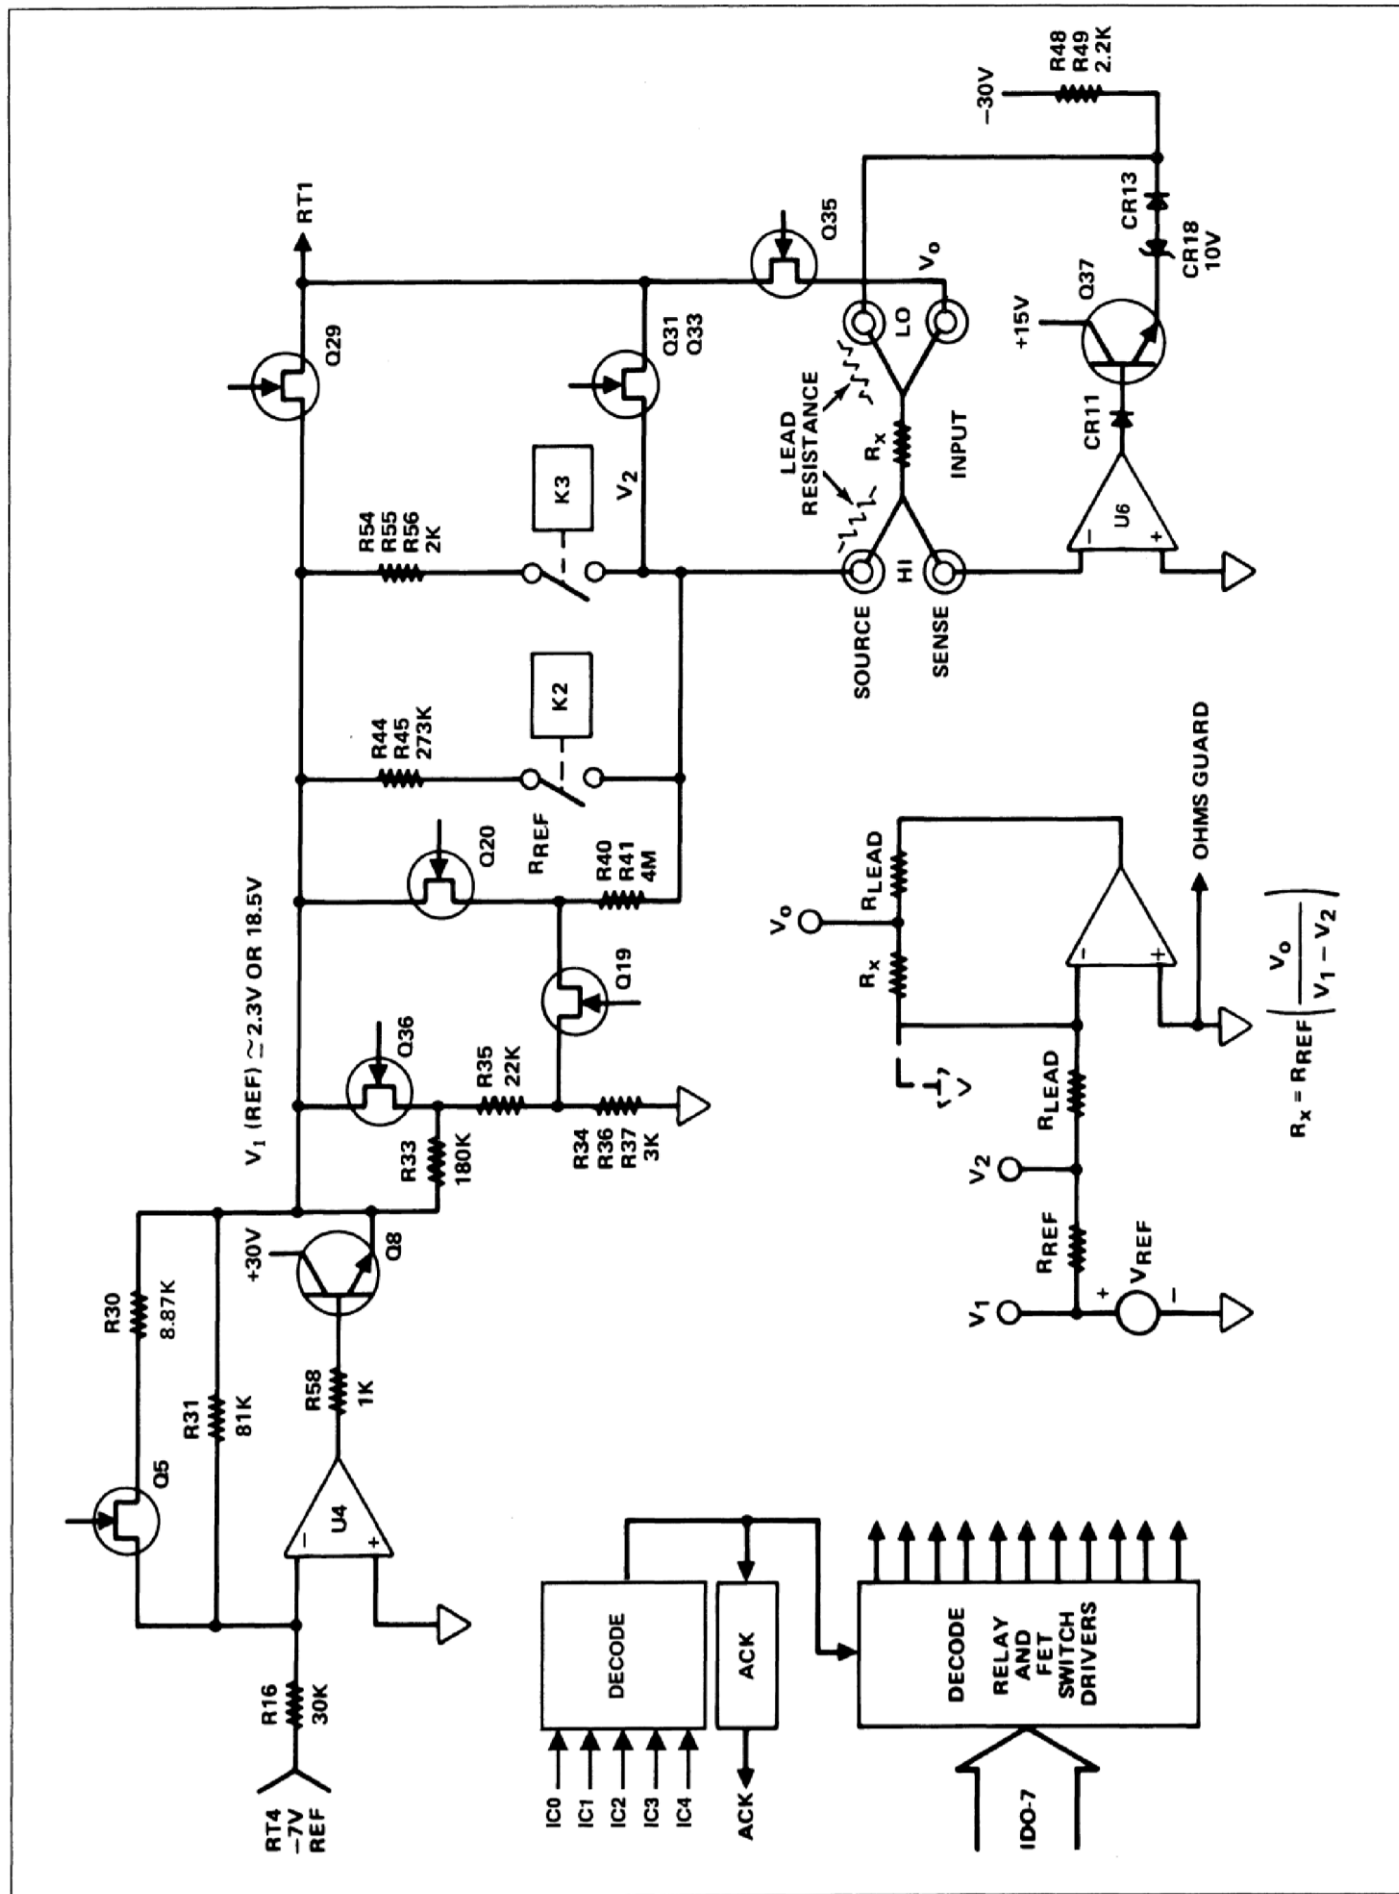 RT4
−7V
REF
R16
30K
Q5
R30
8.87K
R31
81K
U4
−
+
R58
1K
+30V
Q8
V1 (REF) ≃ 2.3V OR 18.5V
R33
180K
Q36
R35
22K
R34
R36
R37
3K
Q19
Q20
R40
R41
4M
R44
R45
273K
RREF
K2
R54
R55
R56
2K
K3
V2
Q29
RT1
Q31
Q33
Q35
Vo
LEAD
RESISTANCE
SOURCE
HI
SENSE
Rx
INPUT
LO
U6
−
+
CR11
+15V
Q37
CR18
10V
CR13
−30V
R48
R49
2.2K
IC0
IC1
IC2
IC3
IC4
DECODE
ACK
ACK
IDO-7
DECODE
RELAY
AND
FET
SWITCH
DRIVERS
V1
RREF
V2
+
VREF
−
RLEAD
V
Rx
Vo
RLEAD
−
+
OHMS GUARD
Rx = RREF (Vo / V1 − V2)